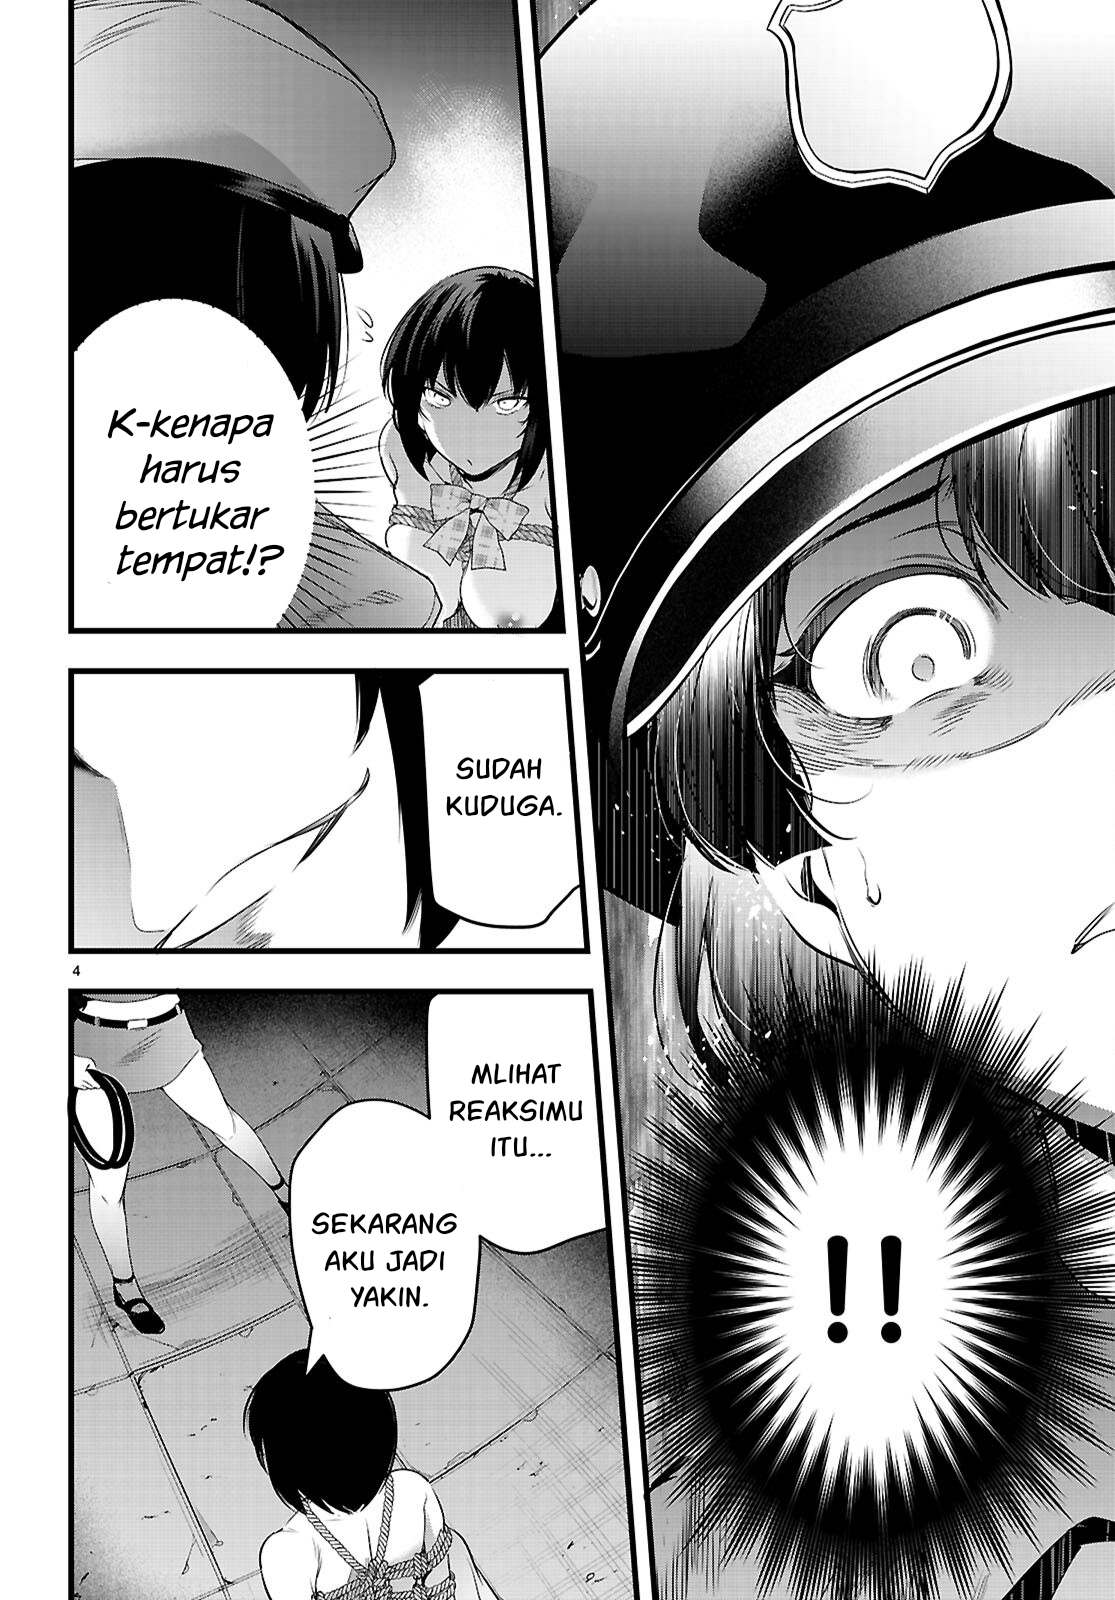 !!
K-kenapa
harus
bertukar
tempat!?
SUDAH
KUDUGA.
4
MLIHAT
REAKSIMU
ITU...
SEKARANG
AKU JADI
YAKIN.